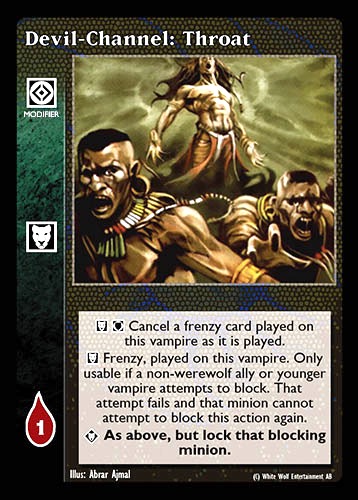 Devil-Channel: Throat
MODIFIER
Cancel a frenzy card played on
this vampire as it is played.
Frenzy, played on this vampire. Only
usable if a non-werewolf ally or younger
vampire attempts to block. That
attempt fails and that minion cannot
attempt to block this action again.
As above, but lock that blocking
minion.
1
Illus: Abrar Ajmal
(C) White Wolf Entertainment AB